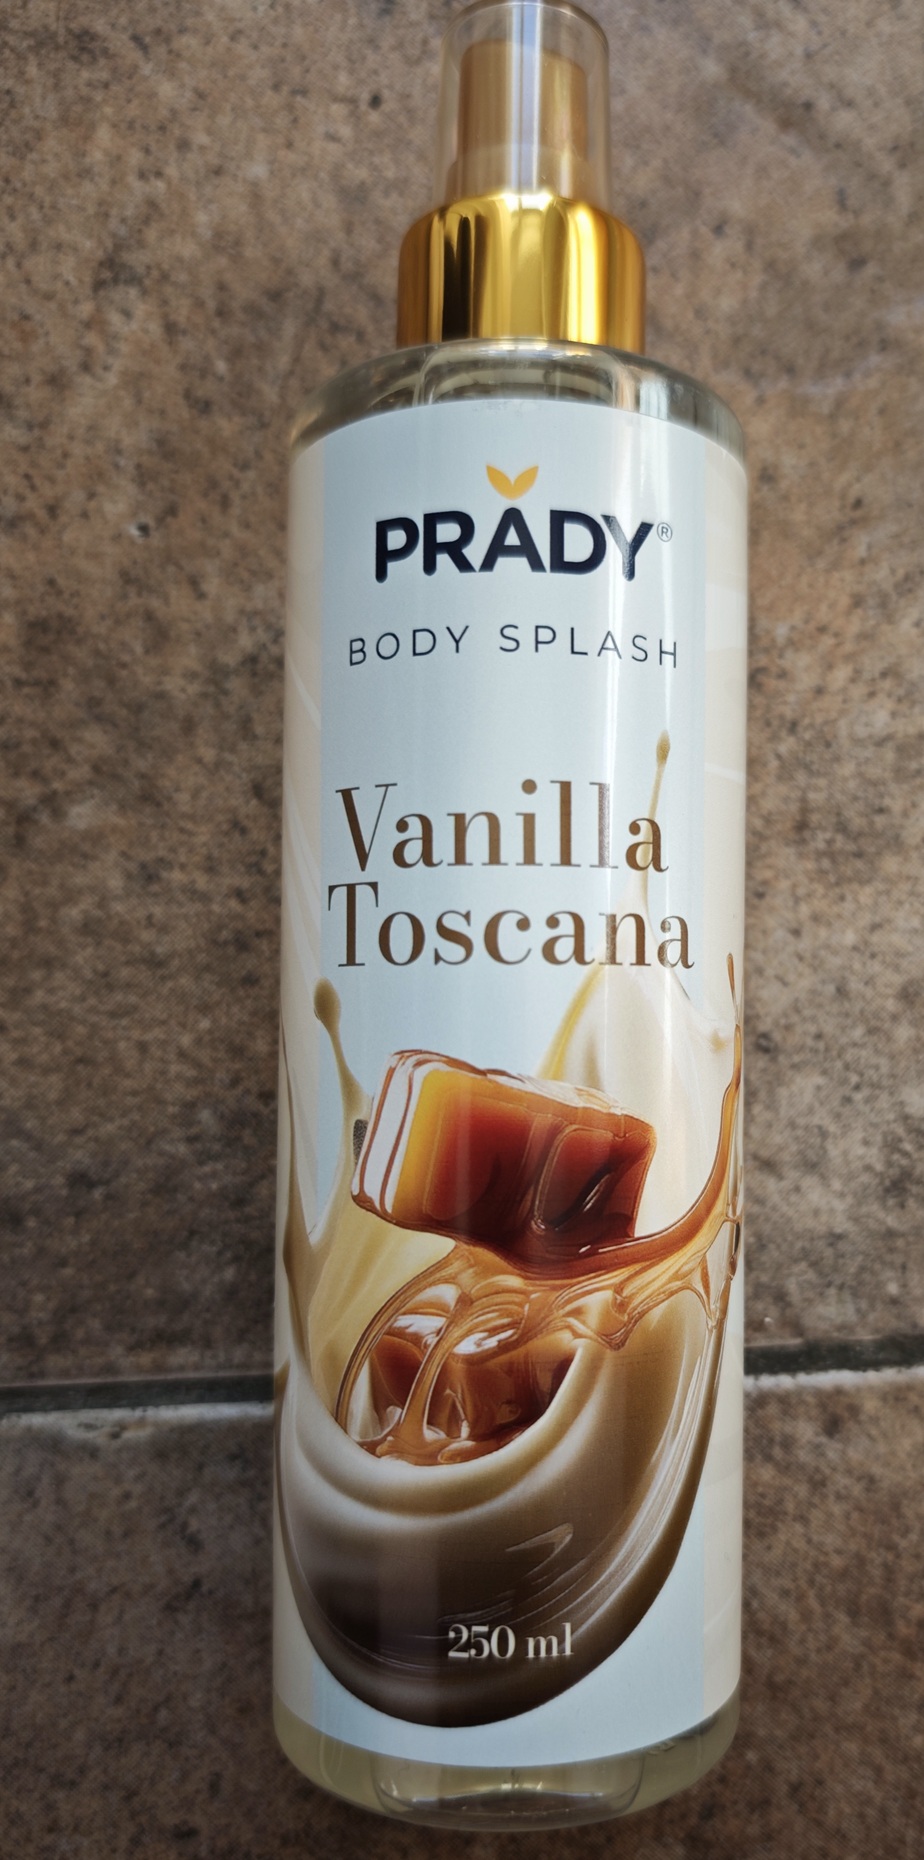 PRADY®
BODY SPLASH
Vanilla
Toscana
250 ml